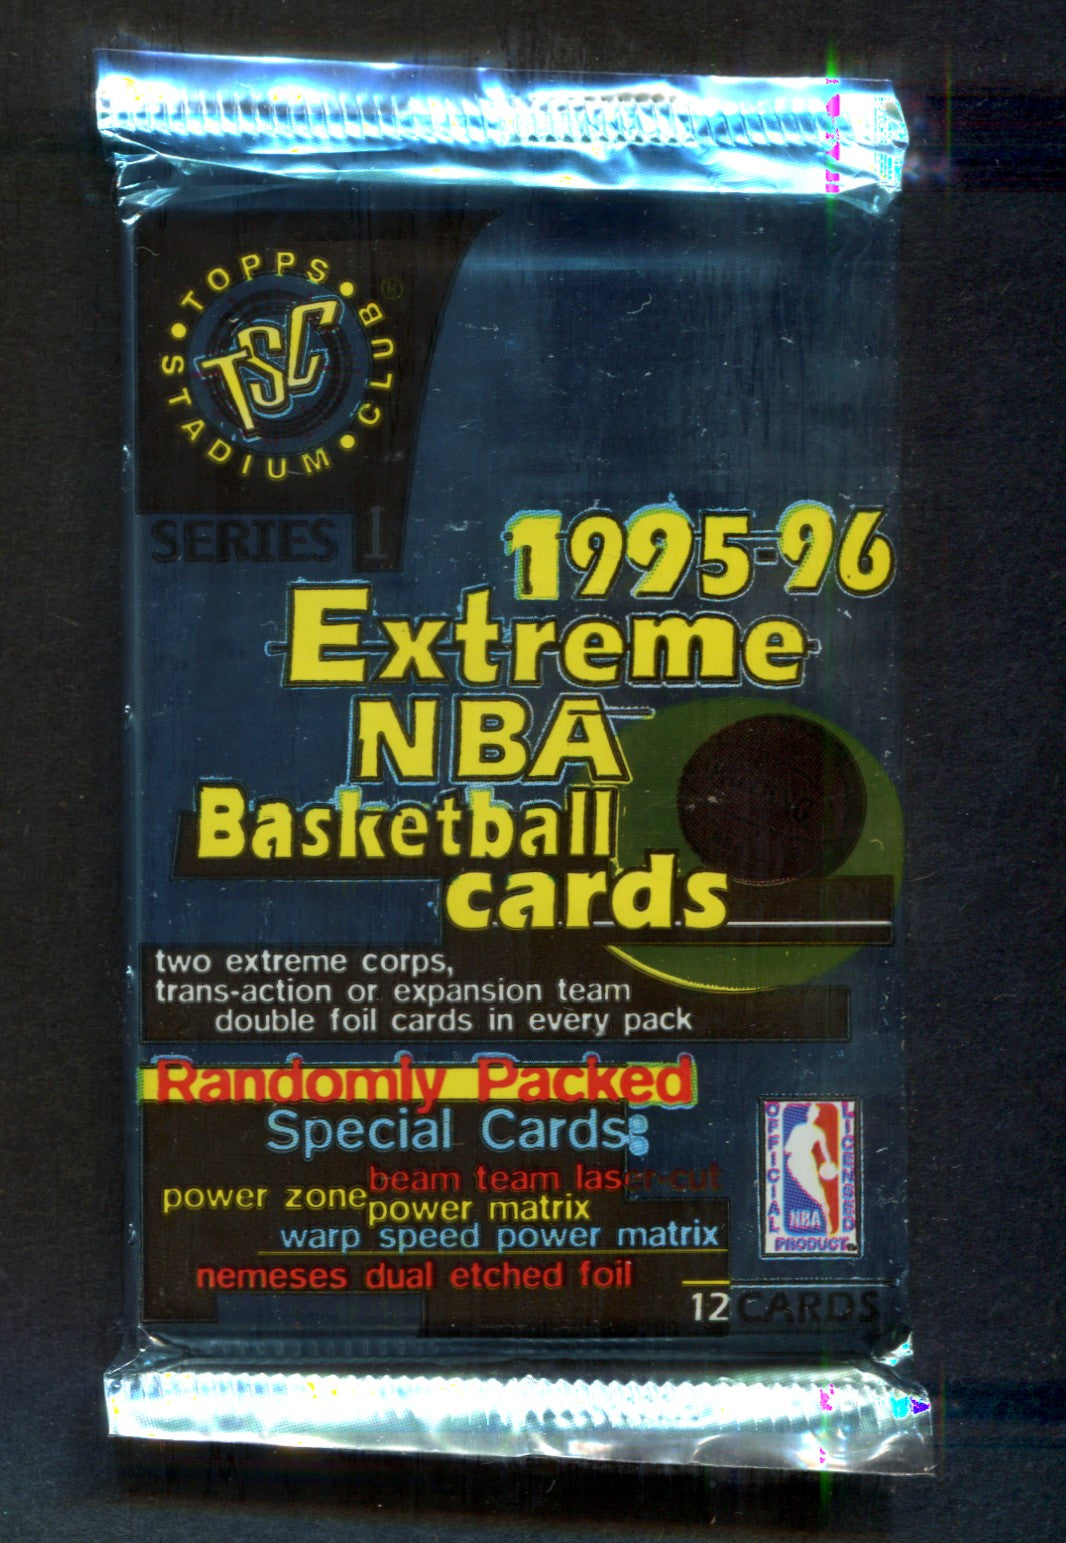 TOPPS • STADIUM • CLUB •
®
TSC
SERIES 1
1995-96
Extreme
NBA
Basketball
cards
two extreme corps,
trans-action or expansion team
double foil cards in every pack
Randomly Packed
Special Cards:
beam team laser-cut
power zone power matrix
warp speed power matrix
nemeses dual etched foil
OFFICIAL
LICENSED
NBA
PRODUCT™
12 CARDS